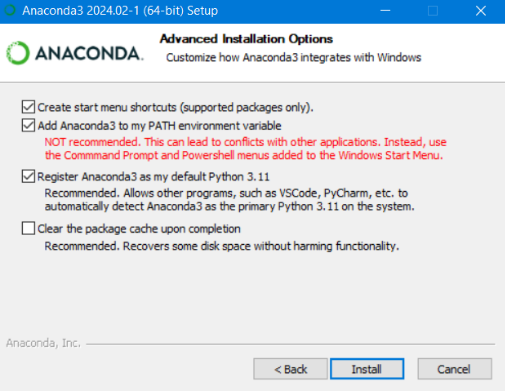 Anaconda3 2024.02-1 (64-bit) Setup
ANACONDA.
Advanced Installation Options
Customize how Anaconda3 integrates with Windows
Create start menu shortcuts (supported packages only).
Add Anaconda3 to my PATH environment variable
NOT recommended. This can lead to conflicts with other applications. Instead, use
the Commmand Prompt and Powershell menus added to the Windows Start Menu.
Register Anaconda3 as my default Python 3.11
Recommended. Allows other programs, such as VSCode, PyCharm, etc. to
automatically detect Anaconda3 as the primary Python 3.11 on the system.
Clear the package cache upon completion
Recommended. Recovers some disk space without harming functionality.
Anaconda, Inc.
< Back
Install
Cancel